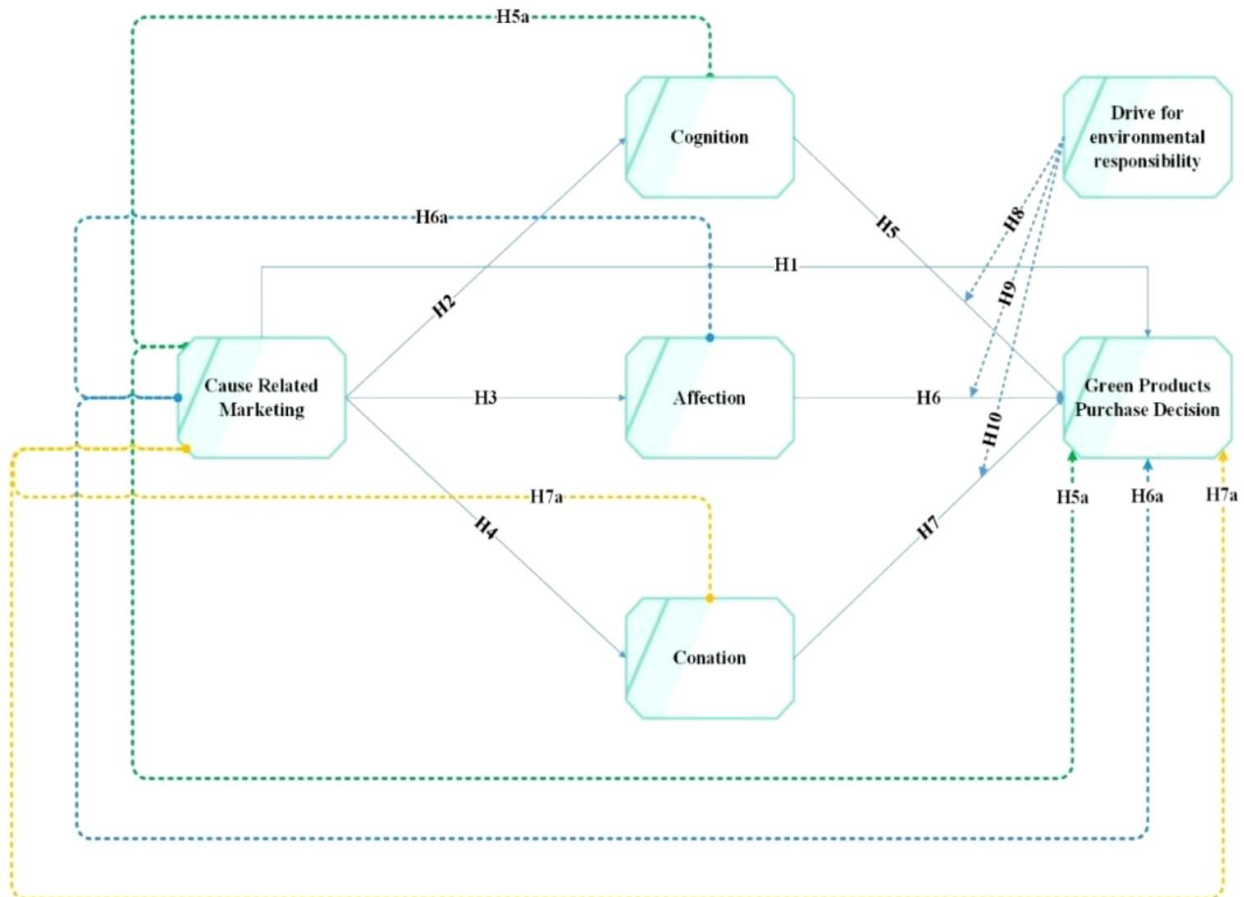 H5a
Cognition
Drive for
environmental
responsibility
H6a
H8
H5
H1
H9
H2
Cause Related
Marketing
H3
Affection
H6
Green Products
Purchase Decision
H10
H7a
H5a
H6a
H7a
H4
H7
Conation